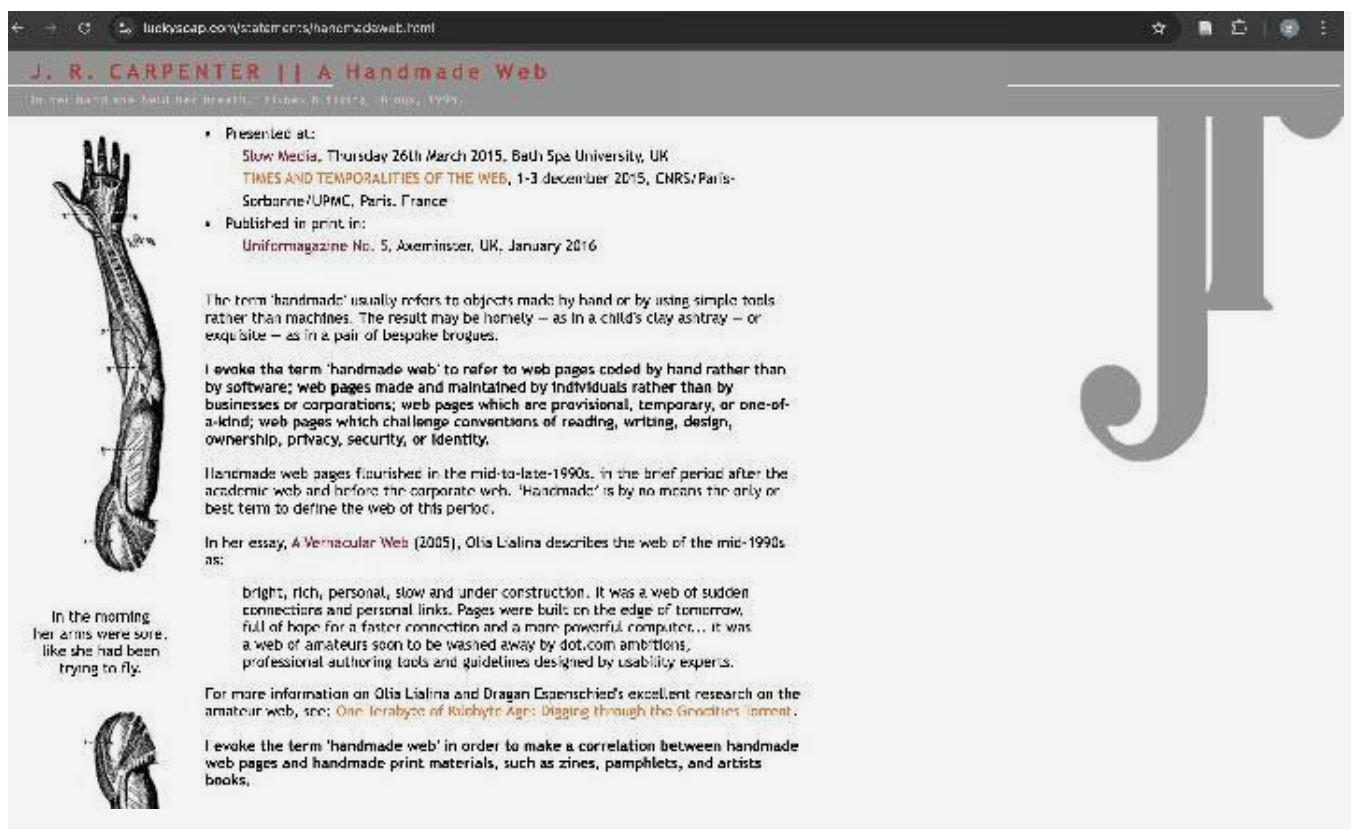 luckysoap.com/statements/handmadeweb.html
J. R. CARPENTER || A Handmade Web
In her hand she held her breath.
Presented at:
Slow Media, Thursday 26th March 2015, Bath Spa University, UK
TIMES AND TEMPORALITIES OF THE WEB, 1-3 december 2015, CNRS/Paris-
Sorbonne/UPMC, Paris. France
Published in print in:
Uniformagazine No. 5, Axeminster, UK, January 2016
The term 'handmade' usually refers to objects made by hand or by using simple tools
rather than machines. The result may be homely — as in a child's clay ashtray — or
exquisite — as in a pair of bespoke brogues.
I evoke the term 'handmade web' to refer to web pages coded by hand rather than
by software; web pages made and maintained by individuals rather than by
businesses or corporations; web pages which are provisional, temporary, or one-of-
a-kind; web pages which challenge conventions of reading, writing, design,
ownership, privacy, security, or identity.
Handmade web pages flourished in the mid-to-late-1990s, in the brief period after the
academic web and before the corporate web. 'Handmade' is by no means the only or
best term to define the web of this period.
In her essay, A Vernacular Web (2005), Olia Lialina describes the web of the mid-1990s
as:
bright, rich, personal, slow and under construction. It was a web of sudden
connections and personal links. Pages were built on the edge of tomorrow,
full of hope for a faster connection and a more powerful computer... it was
a web of amateurs soon to be washed away by dot.com ambitions,
professional authoring tools and guidelines designed by usability experts.
For more information on Olia Lialina and Dragan Espenschied's excellent research on the
amateur web, see: One Terabyte of Kilobyte Age: Digging through the Geocities Torrent.
I evoke the term 'handmade web' in order to make a correlation between handmade
web pages and handmade print materials, such as zines, pamphlets, and artists
books.
In the morning
her arms were sore,
like she had been
trying to fly.
jr